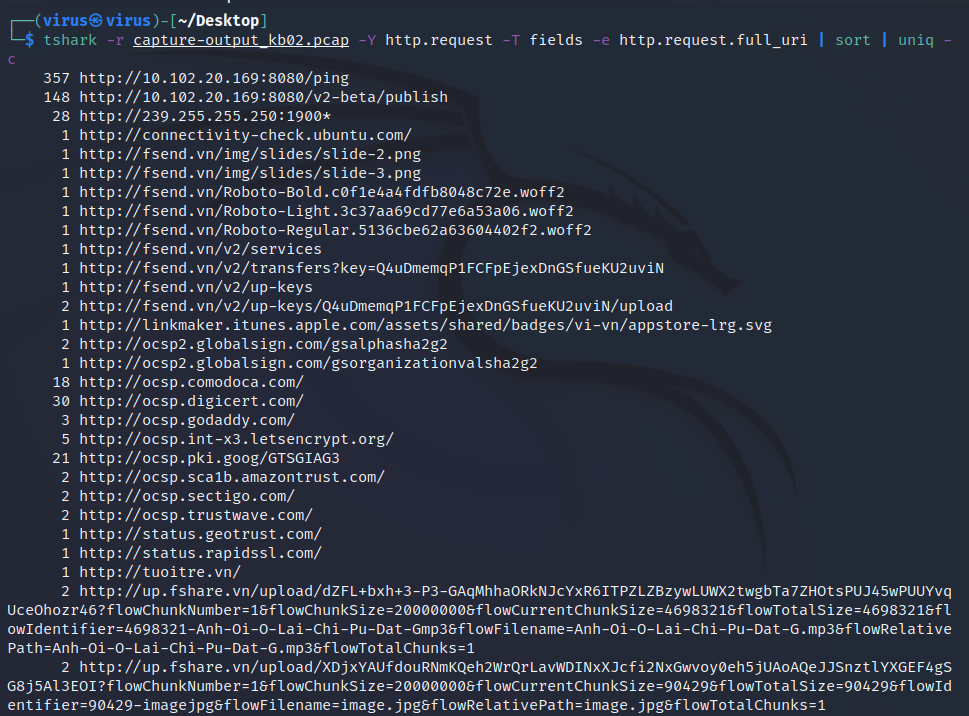 ┌──(virus㉿virus)-[~/Desktop]
└─$ tshark -r capture-output_kb02.pcap -Y http.request -T fields -e http.request.full_uri | sort | uniq -
c
357 http://10.102.20.169:8080/ping
148 http://10.102.20.169:8080/v2-beta/publish
28 http://239.255.255.250:1900*
1 http://connectivity-check.ubuntu.com/
1 http://fsend.vn/img/slides/slide-2.png
1 http://fsend.vn/img/slides/slide-3.png
1 http://fsend.vn/Roboto-Bold.c0f1e4a4fdfb8048c72e.woff2
1 http://fsend.vn/Roboto-Light.3c37aa69cd77e6a53a06.woff2
1 http://fsend.vn/Roboto-Regular.5136cbe62a63604402f2.woff2
1 http://fsend.vn/v2/services
1 http://fsend.vn/v2/transfers?key=Q4uDmemqP1FCFpEjexDnGSfueKU2uviN
1 http://fsend.vn/v2/up-keys
2 http://fsend.vn/v2/up-keys/Q4uDmemqP1FCFpEjexDnGSfueKU2uviN/upload
1 http://linkmaker.itunes.apple.com/assets/shared/badges/vi-vn/appstore-lrg.svg
2 http://ocsp2.globalsign.com/gsalphasha2g2
1 http://ocsp2.globalsign.com/gsorganizationvalsha2g2
18 http://ocsp.comodoca.com/
30 http://ocsp.digicert.com/
3 http://ocsp.godaddy.com/
5 http://ocsp.int-x3.letsencrypt.org/
21 http://ocsp.pki.goog/GTSGIAG3
2 http://ocsp.sca1b.amazontrust.com/
2 http://ocsp.sectigo.com/
2 http://ocsp.trustwave.com/
1 http://status.geotrust.com/
1 http://status.rapidssl.com/
1 http://tuoitre.vn/
2 http://up.fshare.vn/upload/dZFL+bxh+3-P3-GAqMhhaORkNJcYxR6ITPZLZBzywLUWX2twgbTa7ZHOtsPUJ45wPUUYvq
UceOhozr46?flowChunkNumber=1&flowChunkSize=20000000&flowCurrentChunkSize=4698321&flowTotalSize=4698321&fl
owIdentifier=4698321-Anh-Oi-O-Lai-Chi-Pu-Dat-Gmp3&flowFilename=Anh-Oi-O-Lai-Chi-Pu-Dat-G.mp3&flowRelative
Path=Anh-Oi-O-Lai-Chi-Pu-Dat-G.mp3&flowTotalChunks=1
2 http://up.fshare.vn/upload/XDjxYAUfdouRNmKQeh2WrQrLavWDINxXJcfi2NxGwvoy0eh5jUAoAQeJJSnztlYXGEF4gS
G8j5Al3EOI?flowChunkNumber=1&flowChunkSize=20000000&flowCurrentChunkSize=90429&flowTotalSize=90429&flowId
entifier=90429-imagejpg&flowFilename=image.jpg&flowRelativePath=image.jpg&flowTotalChunks=1